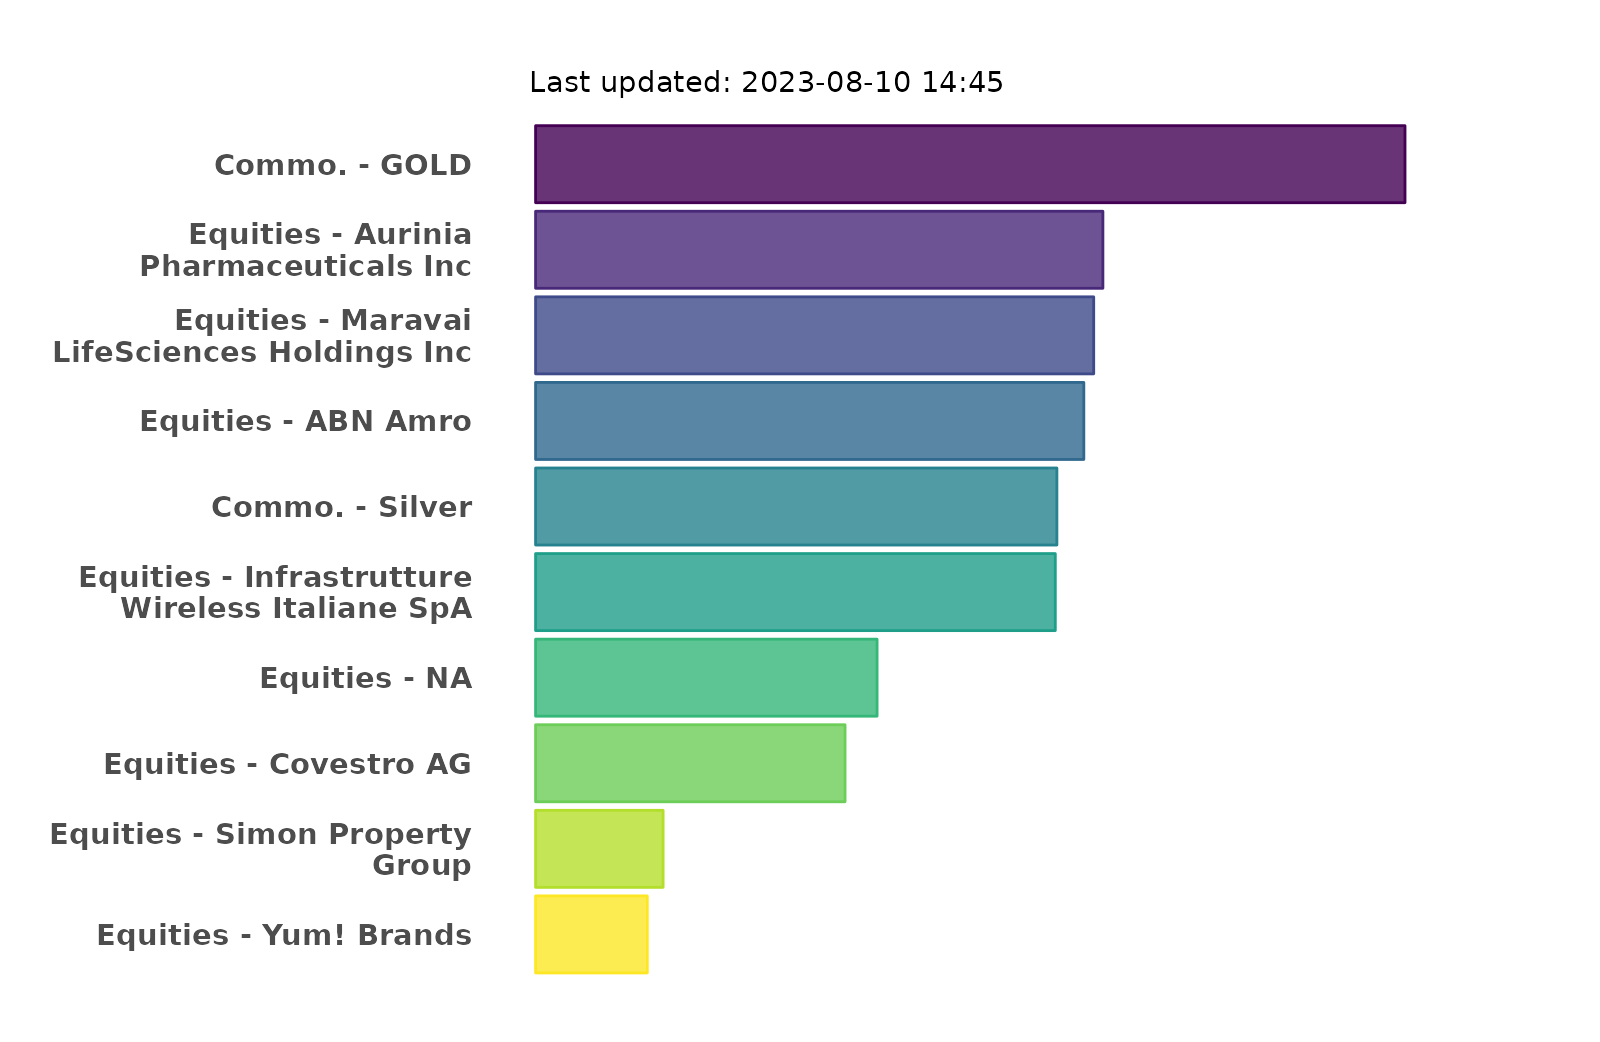 Last updated: 2023-08-10 14:45
Commo. - GOLD
Equities - Aurinia
Pharmaceuticals Inc
Equities - Maravai
LifeSciences Holdings Inc
Equities - ABN Amro
Commo. - Silver
Equities - Infrastrutture
Wireless Italiane SpA
Equities - NA
Equities - Covestro AG
Equities - Simon Property
Group
Equities - Yum! Brands